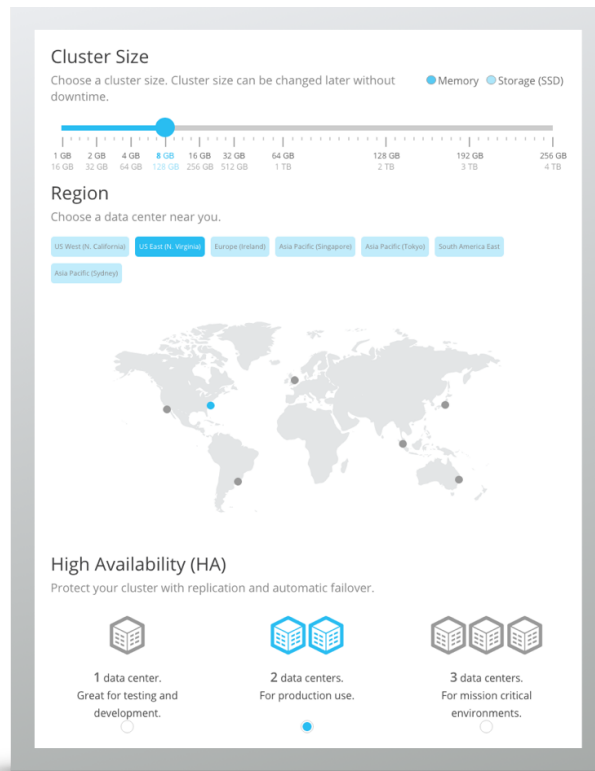 Cluster Size
Choose a cluster size. Cluster size can be changed later without
downtime.
Memory Storage (SSD)
1 GB 2 GB 4 GB 8 GB 16 GB 32 GB 64 GB 128 GB 192 GB 256 GB
16 GB 32 GB 64 GB 128 GB 256 GB 512 GB 1 TB 2 TB 3 TB 4 TB
Region
Choose a data center near you.
US West (N. California) US East (N. Virginia) Europe (Ireland) Asia Pacific (Singapore) Asia Pacific (Tokyo) South America East
Asia Pacific (Sydney)
High Availability (HA)
Protect your cluster with replication and automatic failover.
1 data center. 2 data centers. 3 data centers.
Great for testing and For production use. For mission critical
development. environments.